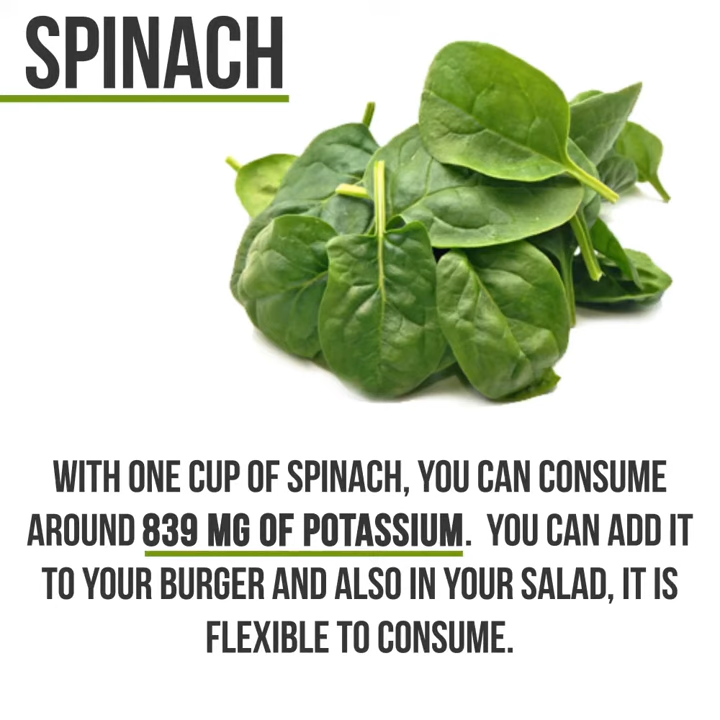 SPINACH
WITH ONE CUP OF SPINACH, YOU CAN CONSUME
AROUND 839 MG OF POTASSIUM. YOU CAN ADD IT
TO YOUR BURGER AND ALSO IN YOUR SALAD, IT IS
FLEXIBLE TO CONSUME.